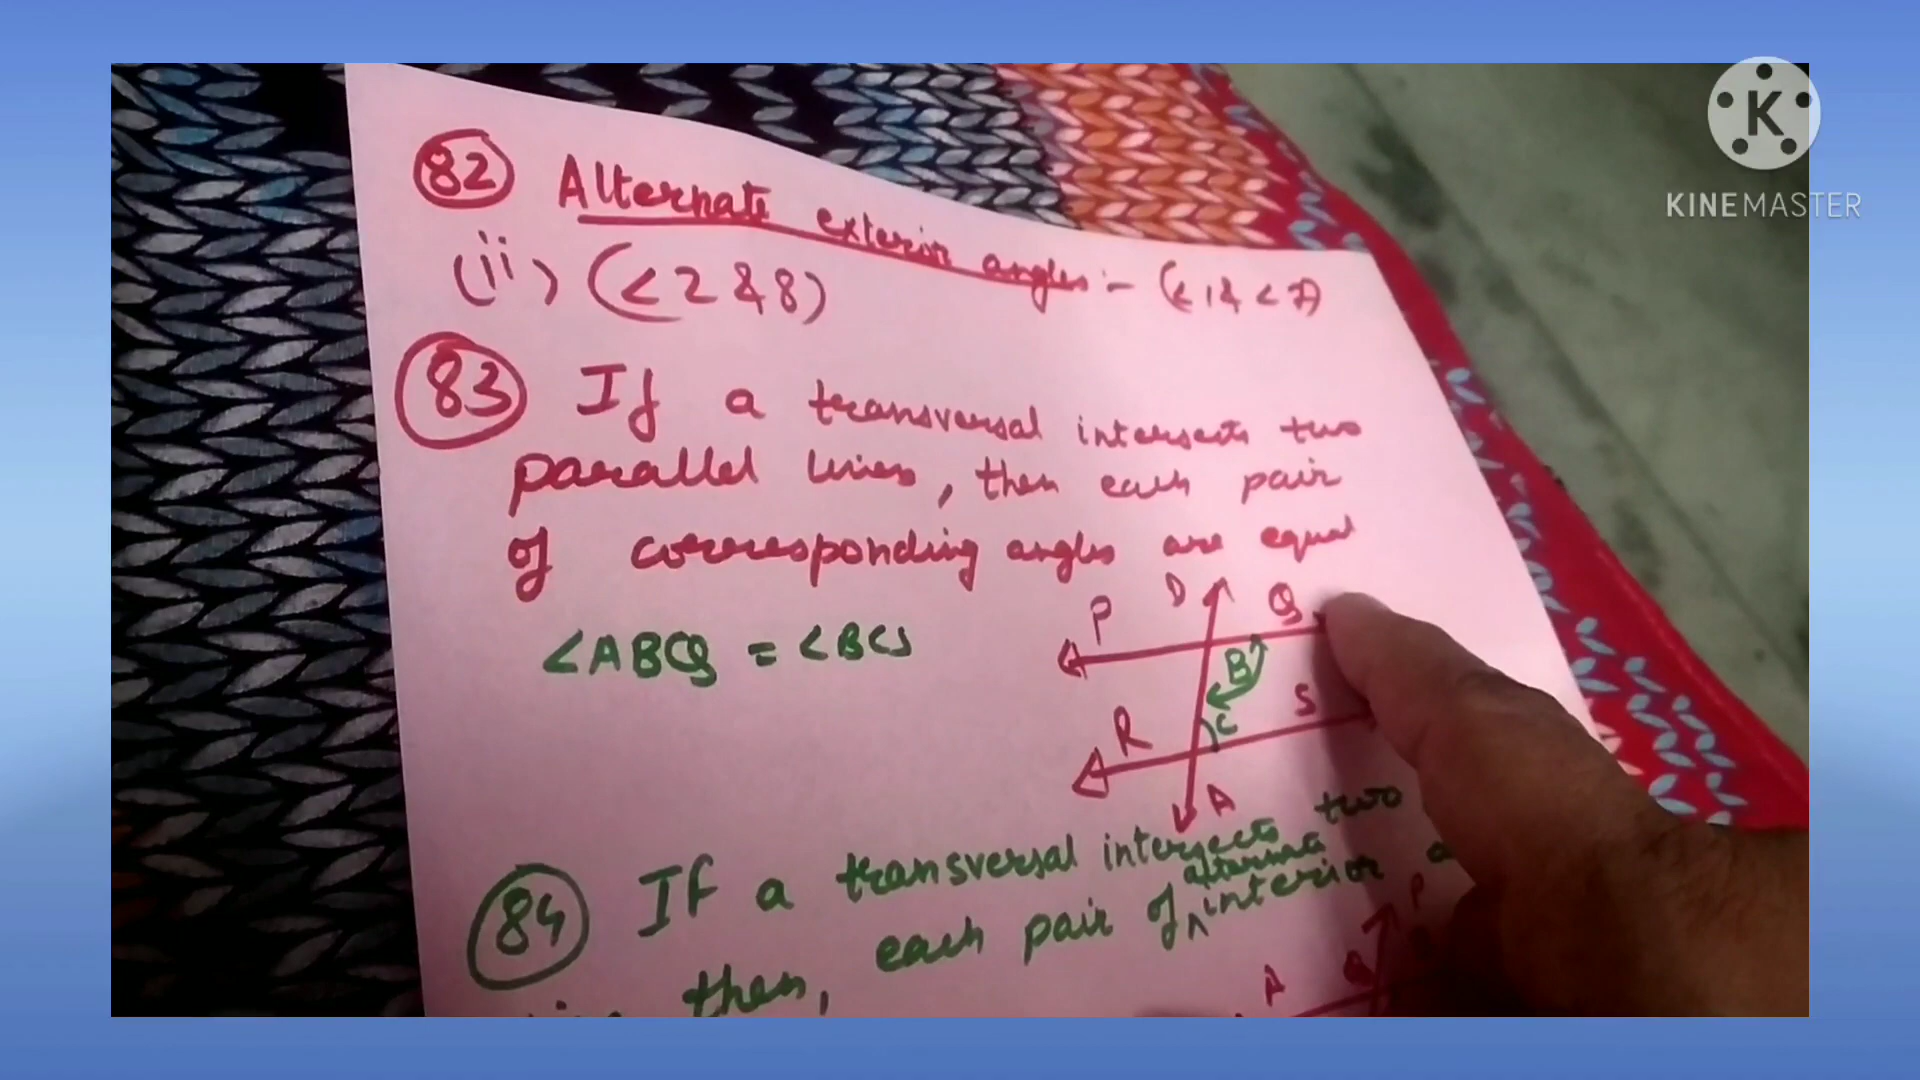 82 Alternate exterior angles :- (<1 & <7)
(ii) (<2 & 8)
83 If a transversal intersects two
parallel lines, then each pair
of corresponding angles are equal
∠ABQ = ∠BCS
P D Q
B
R C S
A
84 If a transversal intersects two
then, each pair of interior
P
A Q
K
KINEMASTER